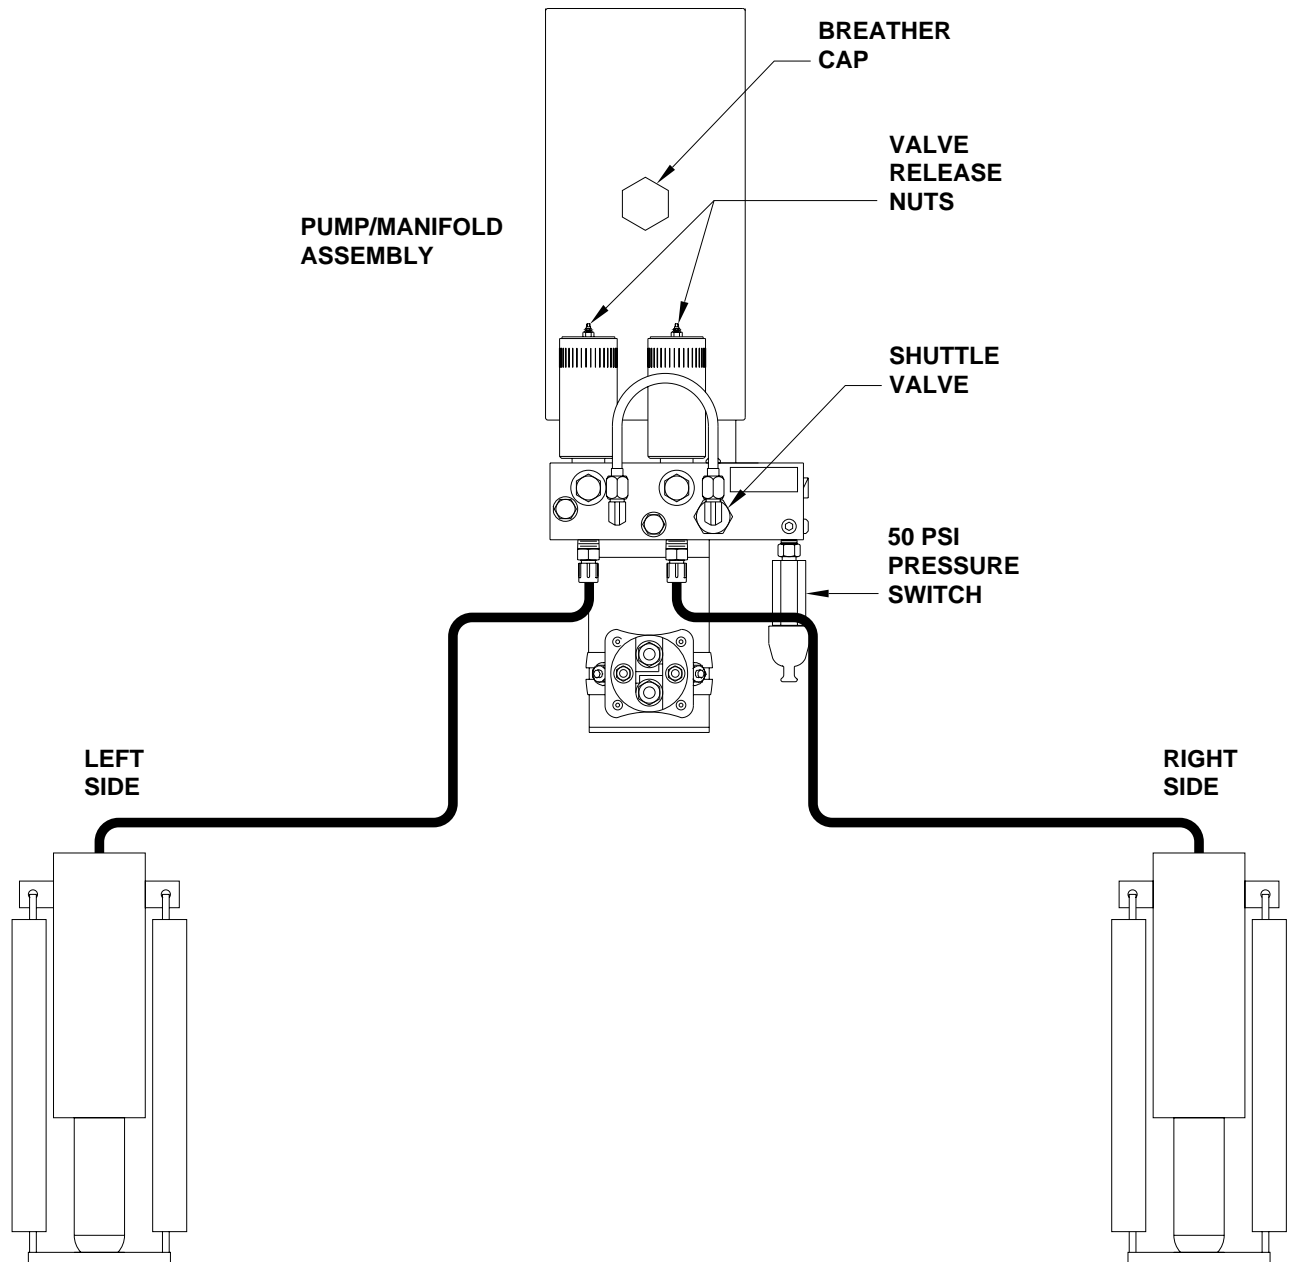 BREATHER
CAP
VALVE
RELEASE
NUTS
PUMP/MANIFOLD
ASSEMBLY
SHUTTLE
VALVE
50 PSI
PRESSURE
SWITCH
LEFT
SIDE
RIGHT
SIDE